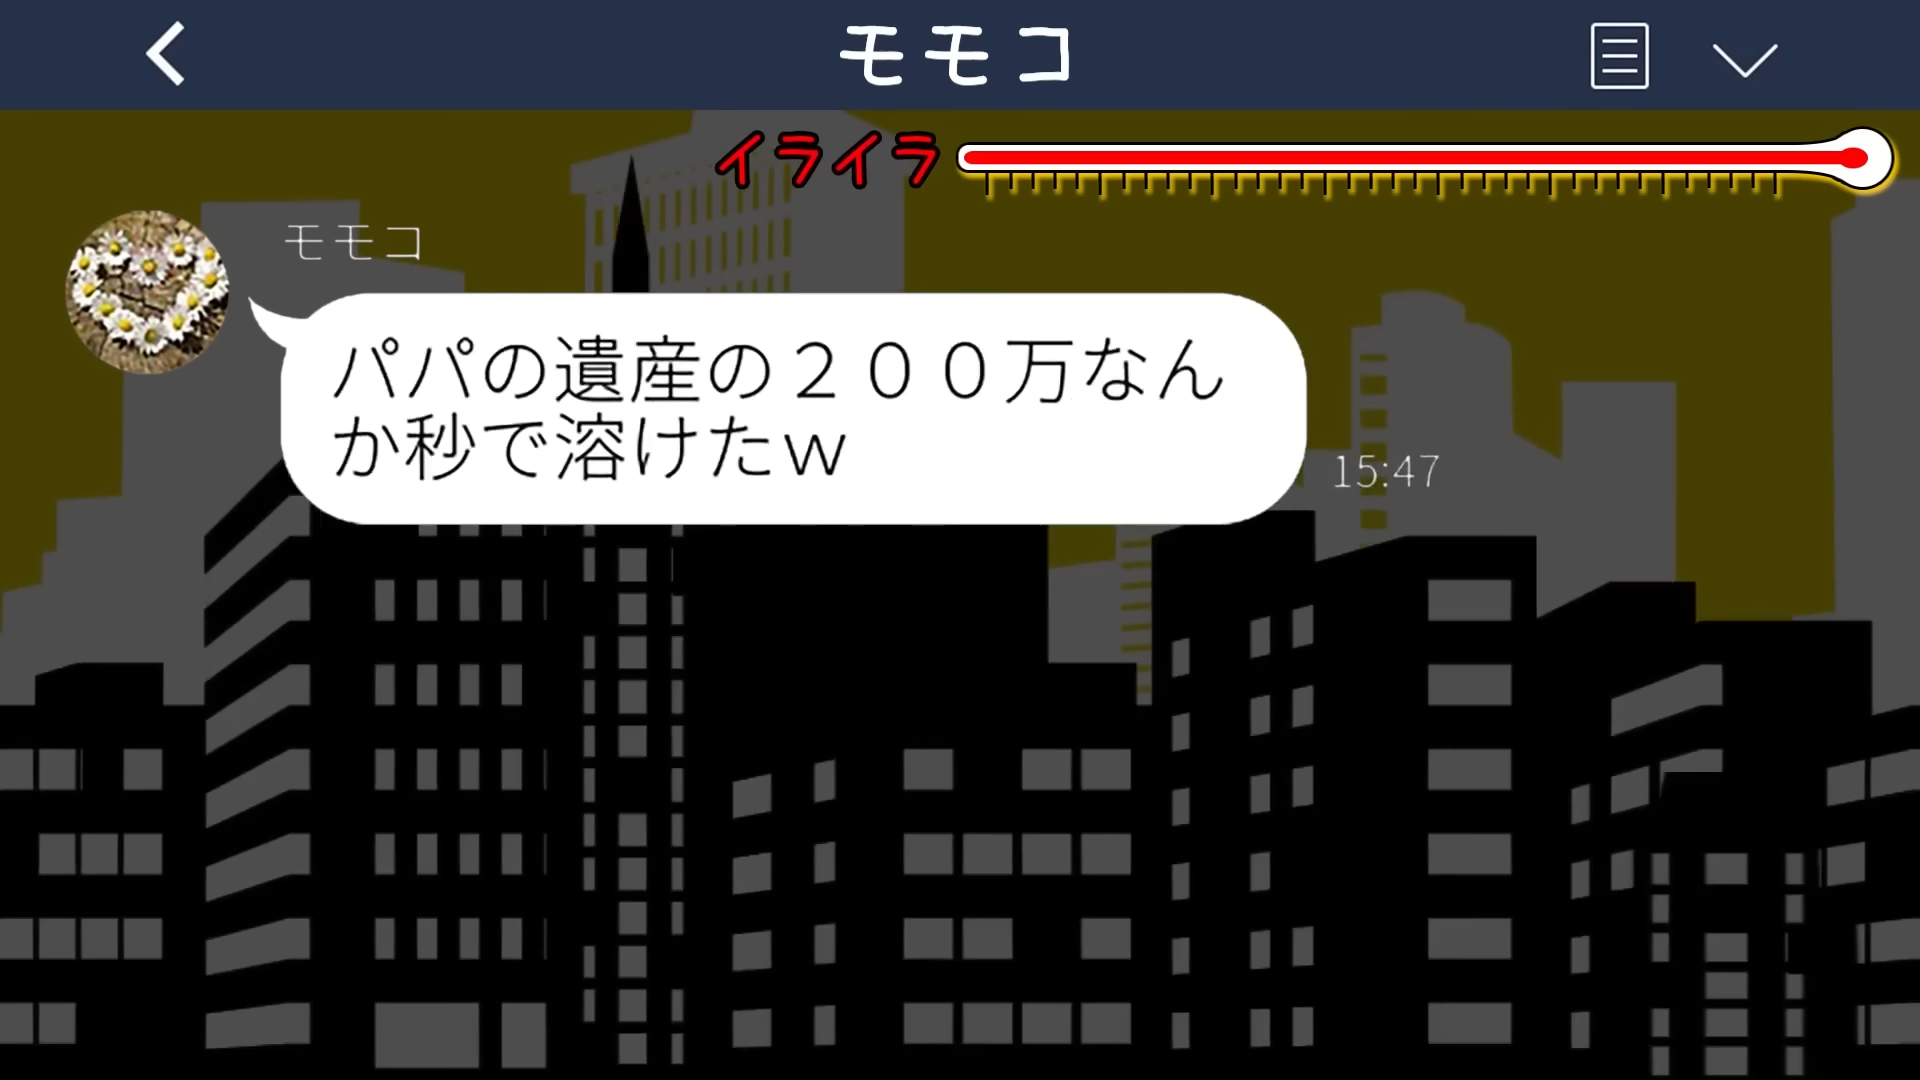 モモコ
イライラ
モモコ
パパの遺産の２００万なん
か秒で溶けたｗ
15:47